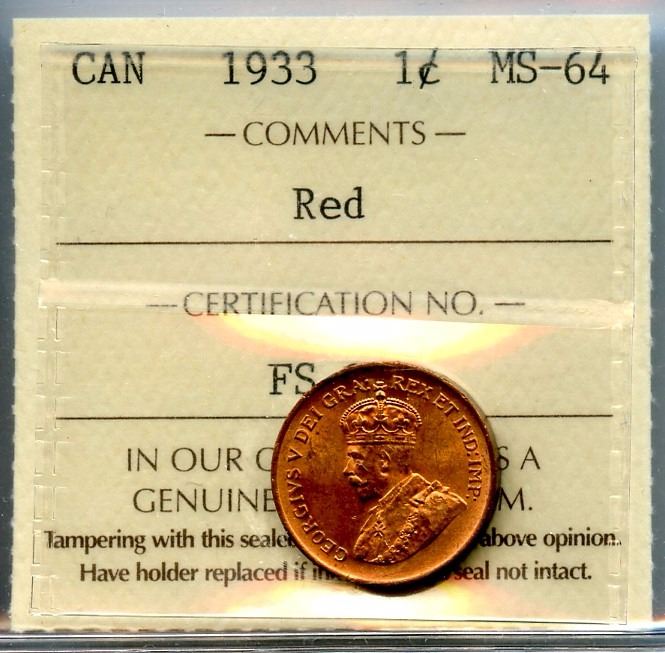 CAN 1933 1¢ MS-64
— COMMENTS —
Red
— CERTIFICATION NO. —
FS
GEORGIVS V DEI GRA: REX ET IND: IMP:
IN OUR S A
GENUINE M.
Tampering with this above opinion.
Have holder replaced if seal not intact.